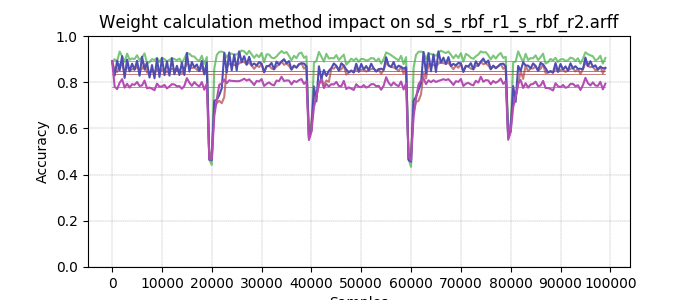 Weight calculation method impact on sd_s_rbf_r1_s_rbf_r2.arff
1.0
0.8
0.6
0.4
0.2
0.0
Accuracy
0 10000 20000 30000 40000 50000 60000 70000 80000 90000 100000
Samples